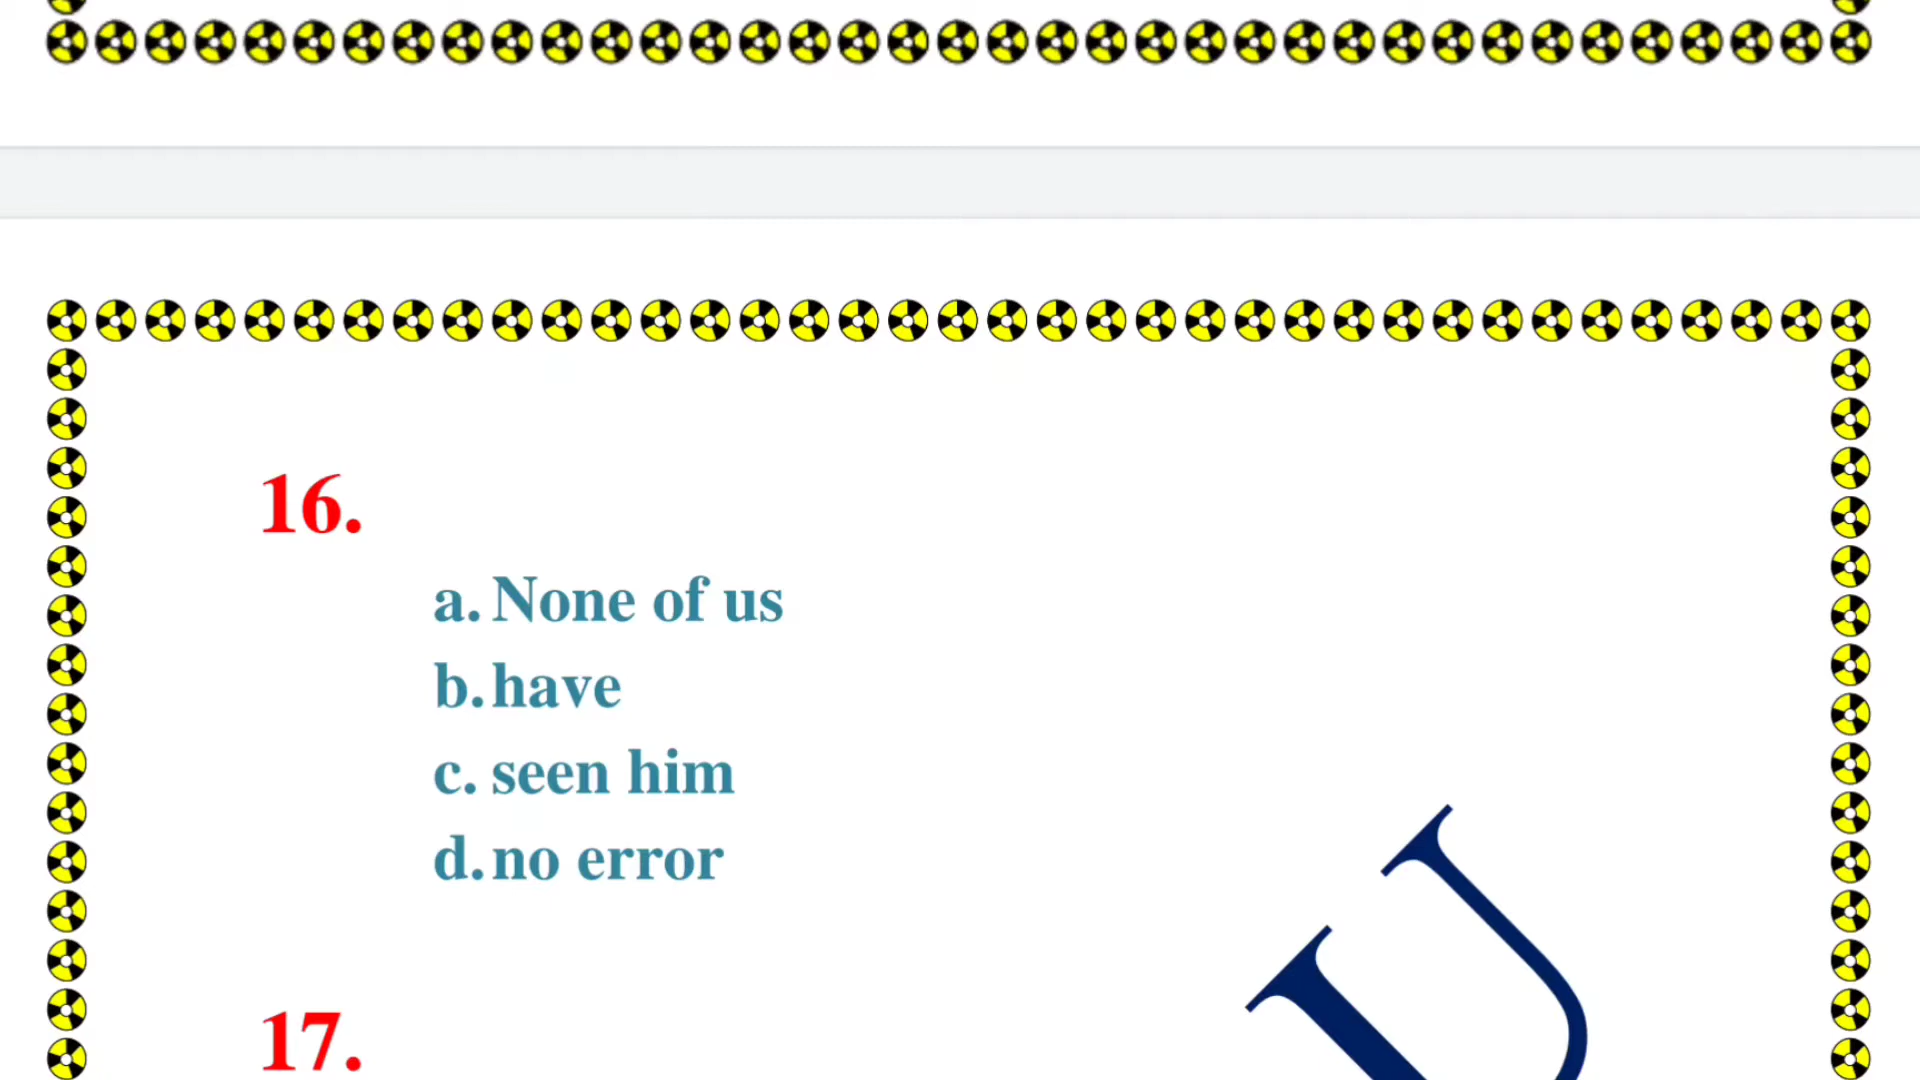 16.
a. None of us
b. have
c. seen him
d. no error
17.